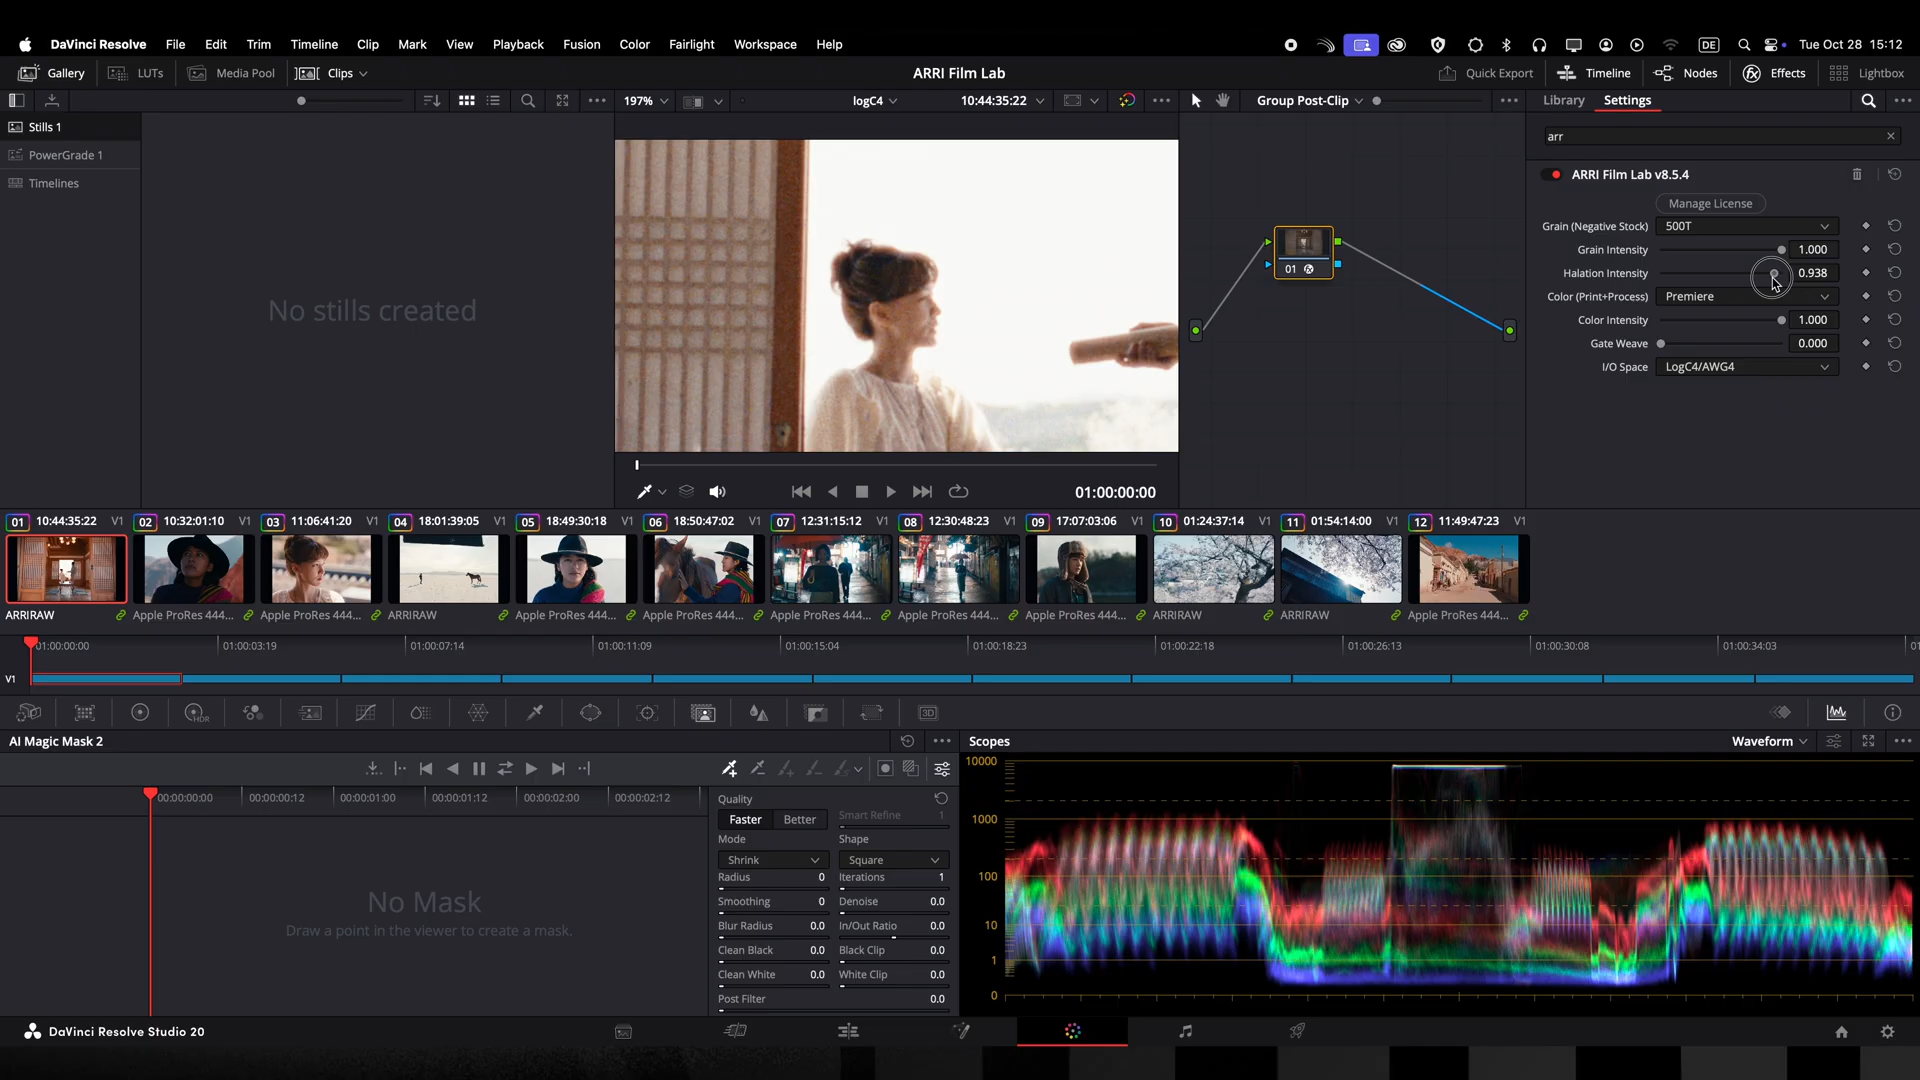 DaVinci Resolve File Edit Trim Timeline Clip Mark View Playback Fusion Color Fairlight Workspace Help DE Tue Oct 28 15:12
Gallery LUTs Media Pool Clips ARRI Film Lab Quick Export Timeline Nodes Effects Lightbox
197% logC4 10:44:35:22 Group Post-Clip Library Settings
Stills 1
PowerGrade 1
Timelines
No stills created
arr
ARRI Film Lab v8.5.4
Manage License
Grain (Negative Stock) 500T
Grain Intensity 1.000
Halation Intensity 0.938
Color (Print+Process) Premiere
Color Intensity 1.000
Gate Weave 0.000
I/O Space LogC4/AWG4
01
01:00:00:00
01 10:44:35:22 V1 02 10:32:01:10 V1 03 11:06:41:20 V1 04 18:01:39:05 V1 05 18:49:30:18 V1 06 18:50:47:02 V1 07 12:31:15:12 V1 08 12:30:48:23 V1 09 17:07:03:06 V1 10 01:24:37:14 V1 11 01:54:14:00 V1 12 11:49:47:23 V1
ARRIRAW Apple ProRes 444... Apple ProRes 444... ARRIRAW Apple ProRes 444... Apple ProRes 444... Apple ProRes 444... Apple ProRes 444... Apple ProRes 444... ARRIRAW ARRIRAW Apple ProRes 444...
01:00:00:00 01:00:03:19 01:00:07:14 01:00:11:09 01:00:15:04 01:00:18:23 01:00:22:18 01:00:26:13 01:00:30:08 01:00:34:03 01
V1
HDR 3D
AI Magic Mask 2
00:00:00:00 00:00:00:12 00:00:01:00 00:00:01:12 00:00:02:00 00:00:02:12
No Mask
Draw a point in the viewer to create a mask.
Quality
Faster Better Smart Refine 1
Mode Shape
Shrink Square
Radius 0 Iterations 1
Smoothing 0 Denoise 0.0
Blur Radius 0.0 In/Out Ratio 0.0
Clean Black 0.0 Black Clip 0.0
Clean White 0.0 White Clip 0.0
Post Filter 0.0
Scopes Waveform
10000
1000
100
10
1
0
DaVinci Resolve Studio 20